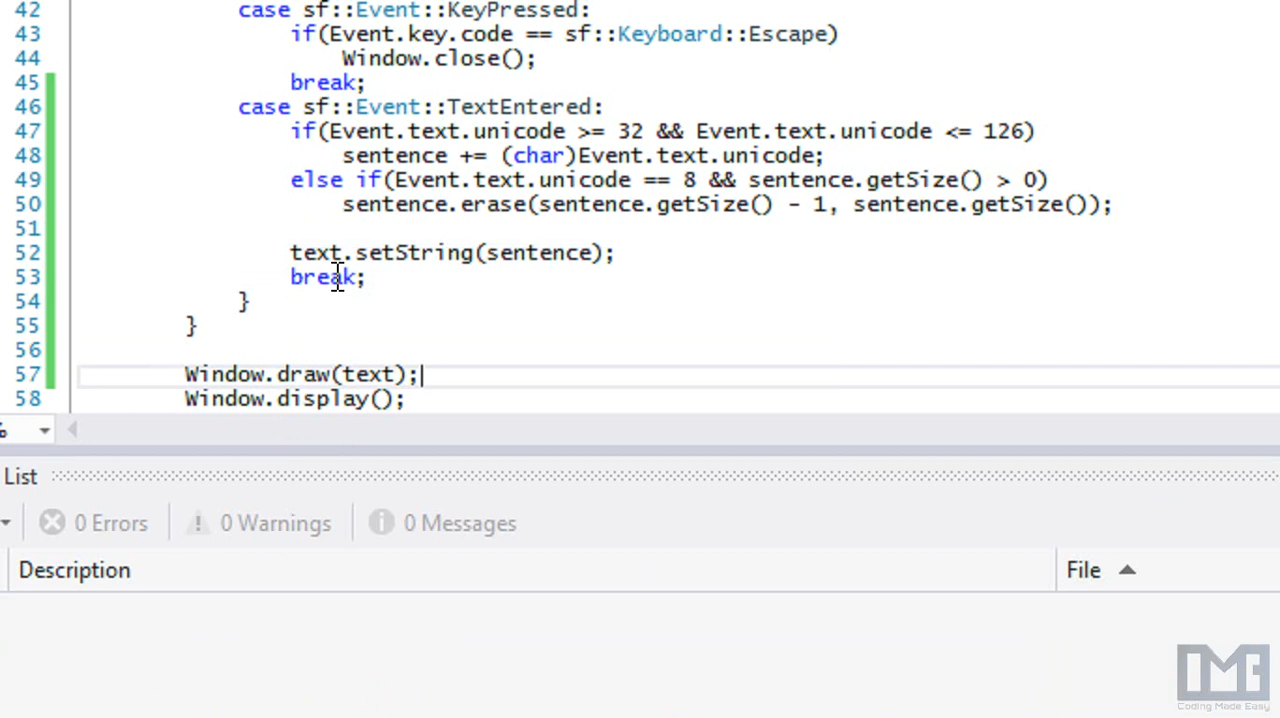 42 case sf::Event::KeyPressed:
43 if(Event.key.code == sf::Keyboard::Escape)
44 Window.close();
45 break;
46 case sf::Event::TextEntered:
47 if(Event.text.unicode >= 32 && Event.text.unicode <= 126)
48 sentence += (char)Event.text.unicode;
49 else if(Event.text.unicode == 8 && sentence.getSize() > 0)
50 sentence.erase(sentence.getSize() - 1, sentence.getSize());
51
52 text.setString(sentence);
53 break;
54 }
55 }
56
57 Window.draw(text);
58 Window.display();
%
List
0 Errors 0 Warnings 0 Messages
Description File
CME
Coding Made Easy